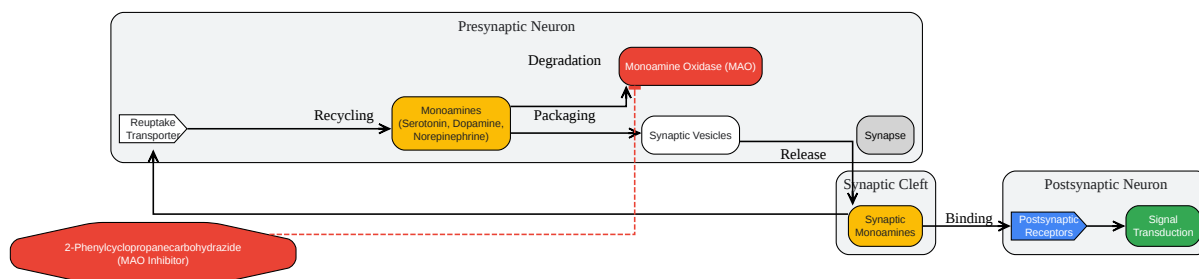 Presynaptic Neuron
Degradation
Monoamine Oxidase (MAO)
Recycling
Monoamines
(Serotonin, Dopamine,
Norepinephrine)
Packaging
Reuptake
Transporter
Synaptic Vesicles
Synapse
Release
Synaptic Cleft
Postsynaptic Neuron
Synaptic
Monoamines
Binding
Postsynaptic
Receptors
Signal
Transduction
2-Phenylcyclopropanecarbohydrazide
(MAO Inhibitor)